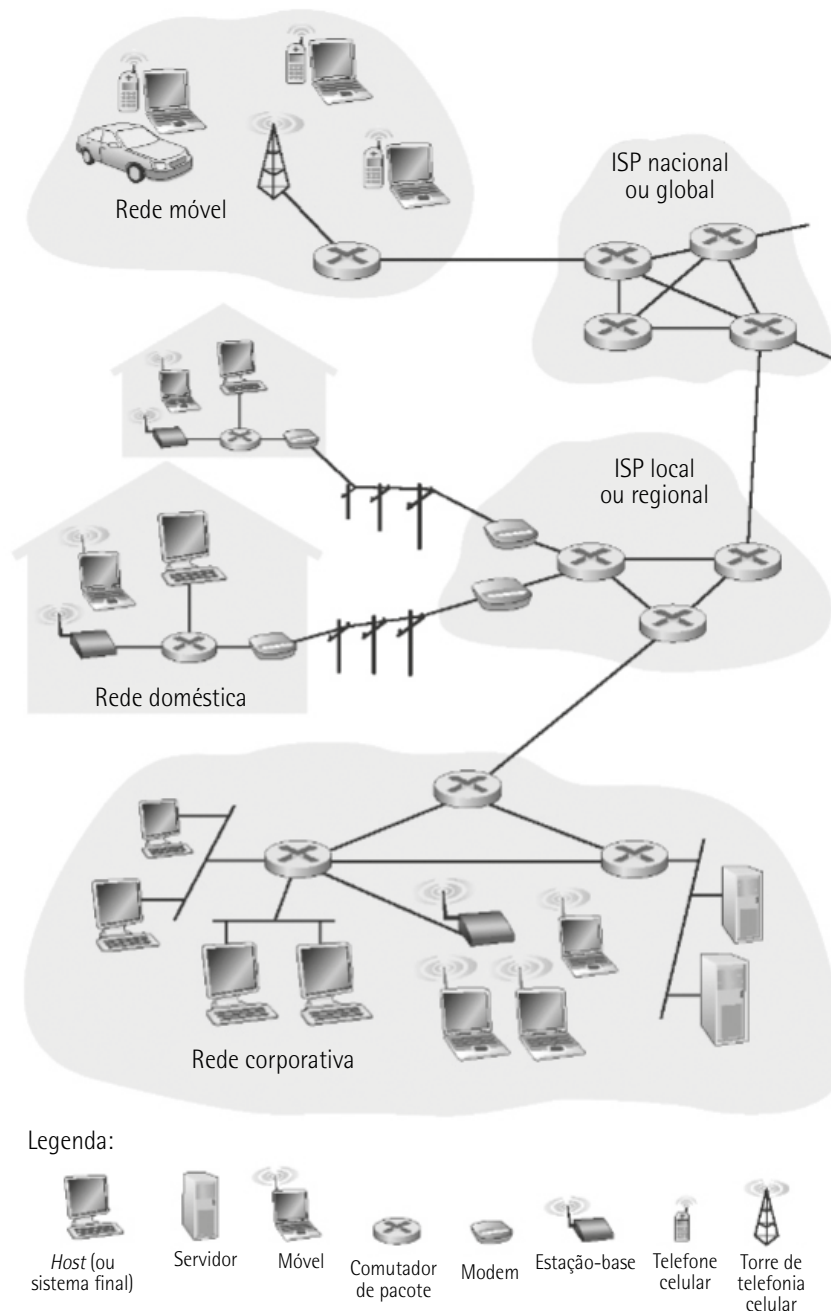 Rede móvel
ISP nacional
ou global
ISP local
ou regional
Rede doméstica
Rede corporativa
Legenda:
Host (ou
sistema final)
Servidor
Móvel
Comutador
de pacote
Modem
Estação-base
Telefone
celular
Torre de
telefonia
celular